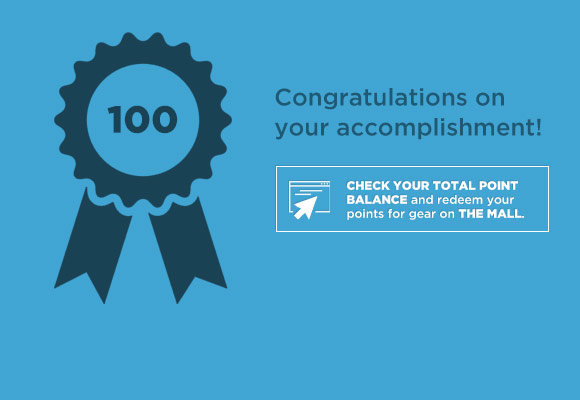 100
Congratulations on
your accomplishment!
CHECK YOUR TOTAL POINT
BALANCE and redeem your
points for gear on THE MALL.